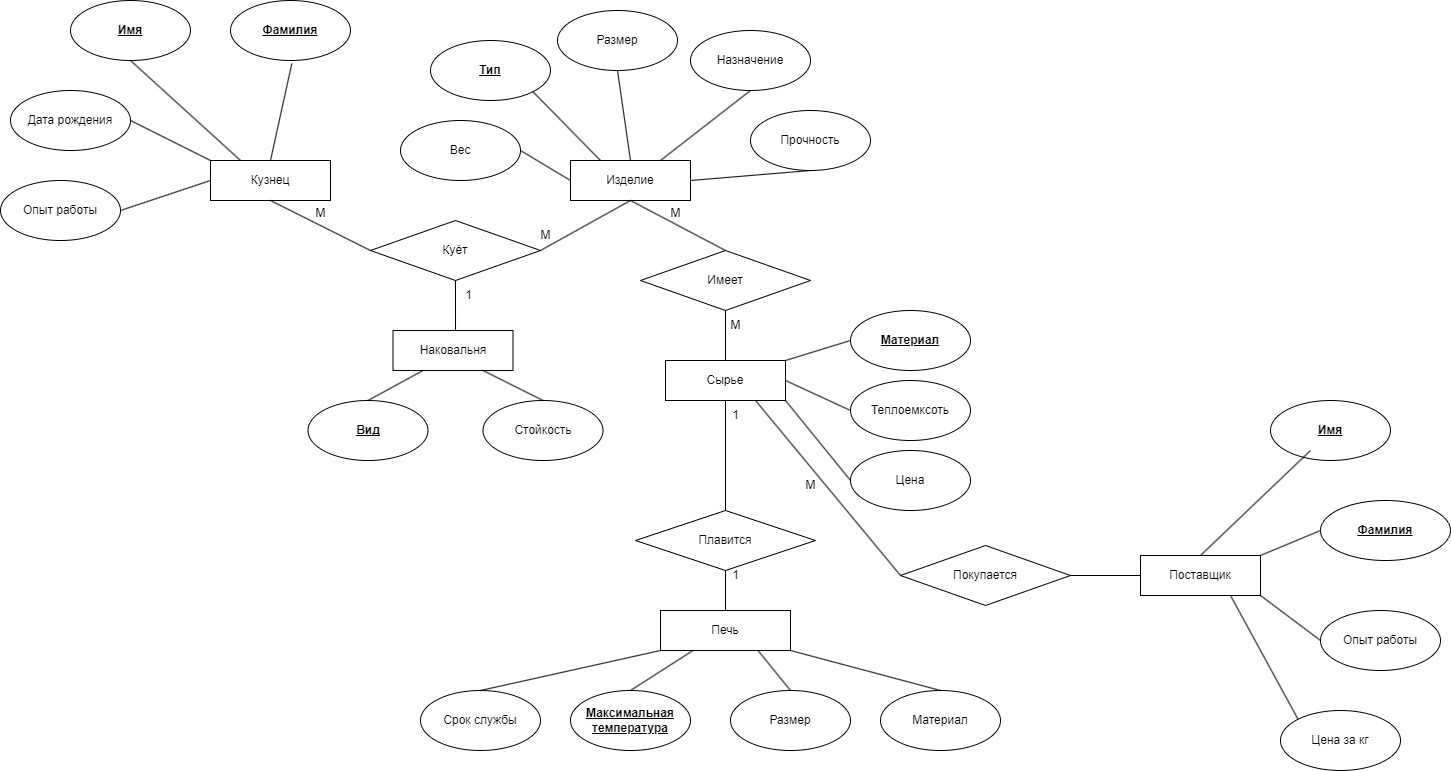 Имя
Фамилия
Размер
Назначение
Тип
Дата рождения
Вес
Прочность
Кузнец
Изделие
Опыт работы
М
М
М
Куёт
Имеет
1
М
Наковальня
Материал
Сырье
Теплоемксоть
1
Вид
Стойкость
Имя
Цена
М
Фамилия
Плавится
1
Покупается
Поставщик
Печь
Опыт работы
Срок службы
Максимальная
температура
Размер
Материал
Цена за кг